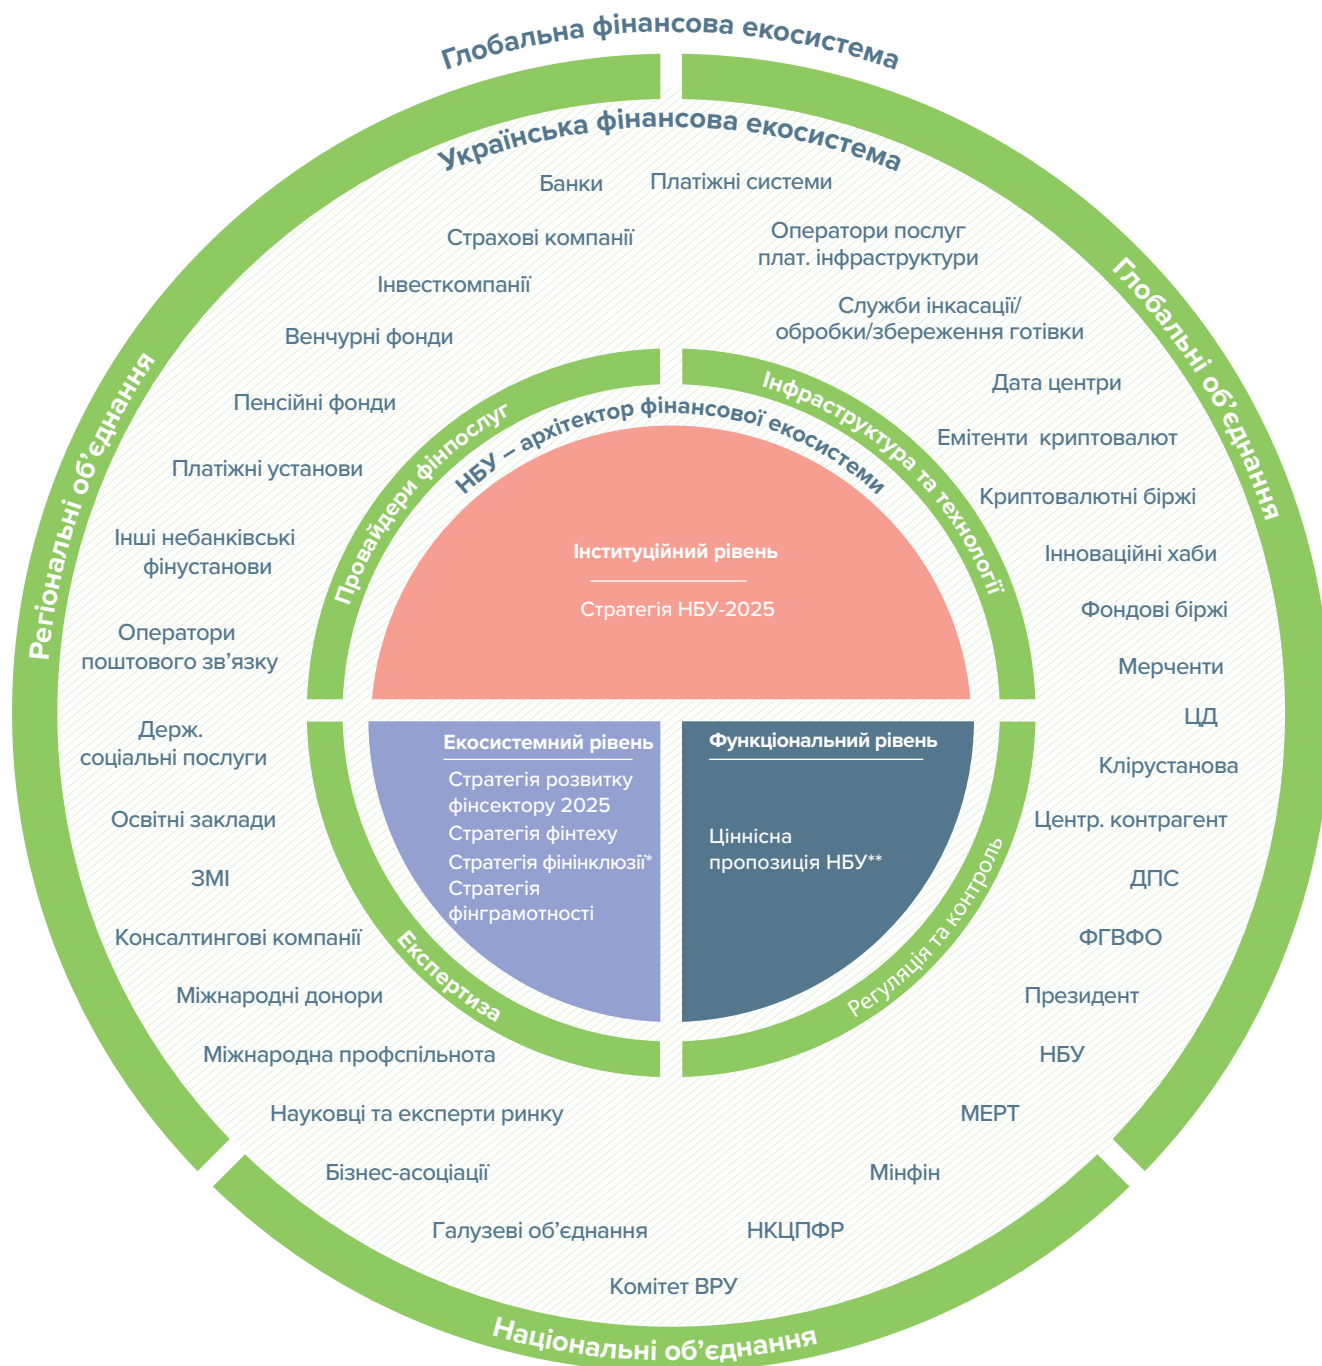 Глобальна фінансова екосистема
Українська фінансова екосистема
Банки
Платіжні системи
Страхові компанії
Оператори послуг
плат. інфраструктури
Інвесткомпанії
Служби інкасації/
обробки/збереження готівки
Венчурні фонди
Дата центри
Пенсійні фонди
Емітенти криптовалют
Платіжні установи
Криптовалютні біржі
Інші небанківські
фінустанови
Інноваційні хаби
Фондові біржі
Оператори
поштового зв’язку
Мерченти
ЦД
Держ.
соціальні послуги
Клірустанова
Освітні заклади
Центр. контрагент
ЗМІ
ДПС
Консалтингові компанії
ФГВФО
Міжнародні донори
Президент
Міжнародна профспільнота
НБУ
Науковці та експерти ринку
МЕРТ
Бізнес-асоціації
Мінфін
Галузеві об’єднання
НКЦПФР
Комітет ВРУ
Регіональні об’єднання
Глобальні об’єднання
Національні об’єднання
Провайдери фінпослуг
Інфраструктура та технології
Експертиза
Регуляція та контроль
НБУ – архітектор фінансової екосистеми
Інституційний рівень
Стратегія НБУ-2025
Екосистемний рівень
Стратегія розвитку
фінсектору 2025
Стратегія фінтеху
Стратегія фінінклюзії*
Стратегія
фінграмотності
Функціональний рівень
Ціннісна
пропозиція НБУ**